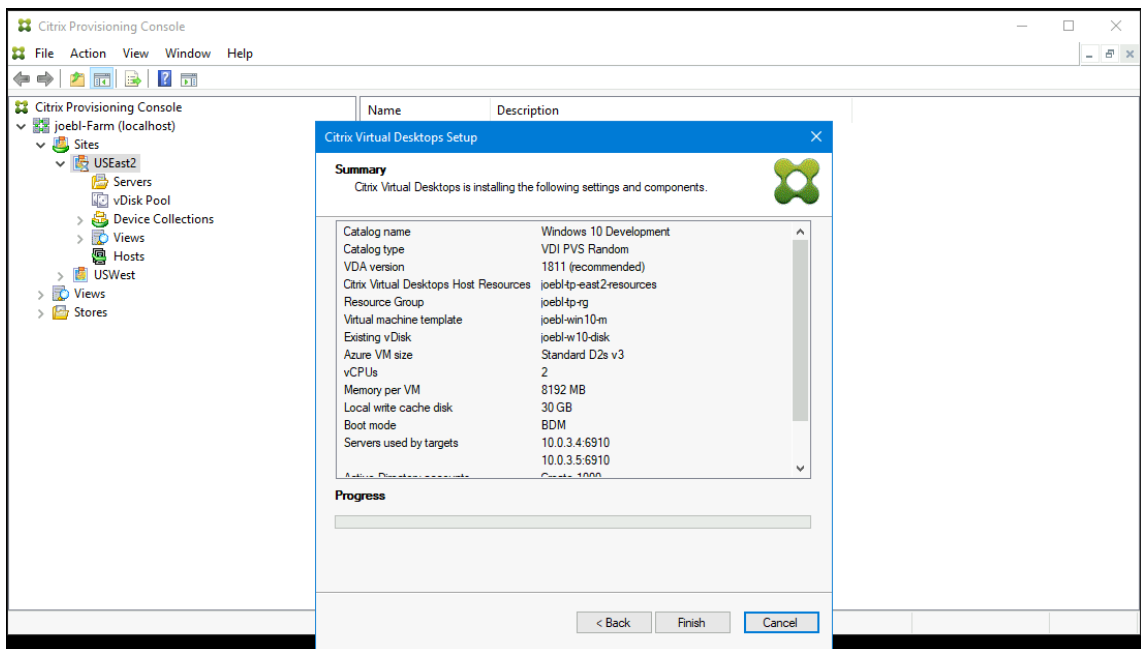 Citrix Provisioning Console
File Action View Window Help
Citrix Provisioning Console
joebl-Farm (localhost)
Sites
USEast2
Servers
vDisk Pool
Device Collections
Views
Hosts
USWest
Views
Stores
Name Description
Citrix Virtual Desktops Setup
Summary
Citrix Virtual Desktops is installing the following settings and components.
Catalog name Windows 10 Development
Catalog type VDI PVS Random
VDA version 1811 (recommended)
Citrix Virtual Desktops Host Resources joebl-tp-east2-resources
Resource Group joebl-tp-rg
Virtual machine template joebl-win10-m
Existing vDisk joebl-w10-disk
Azure VM size Standard D2s v3
vCPUs 2
Memory per VM 8192 MB
Local write cache disk 30 GB
Boot mode BDM
Servers used by targets 10.0.3.4:6910
10.0.3.5:6910
Active Directory accounts Create 1000
Progress
< Back Finish Cancel